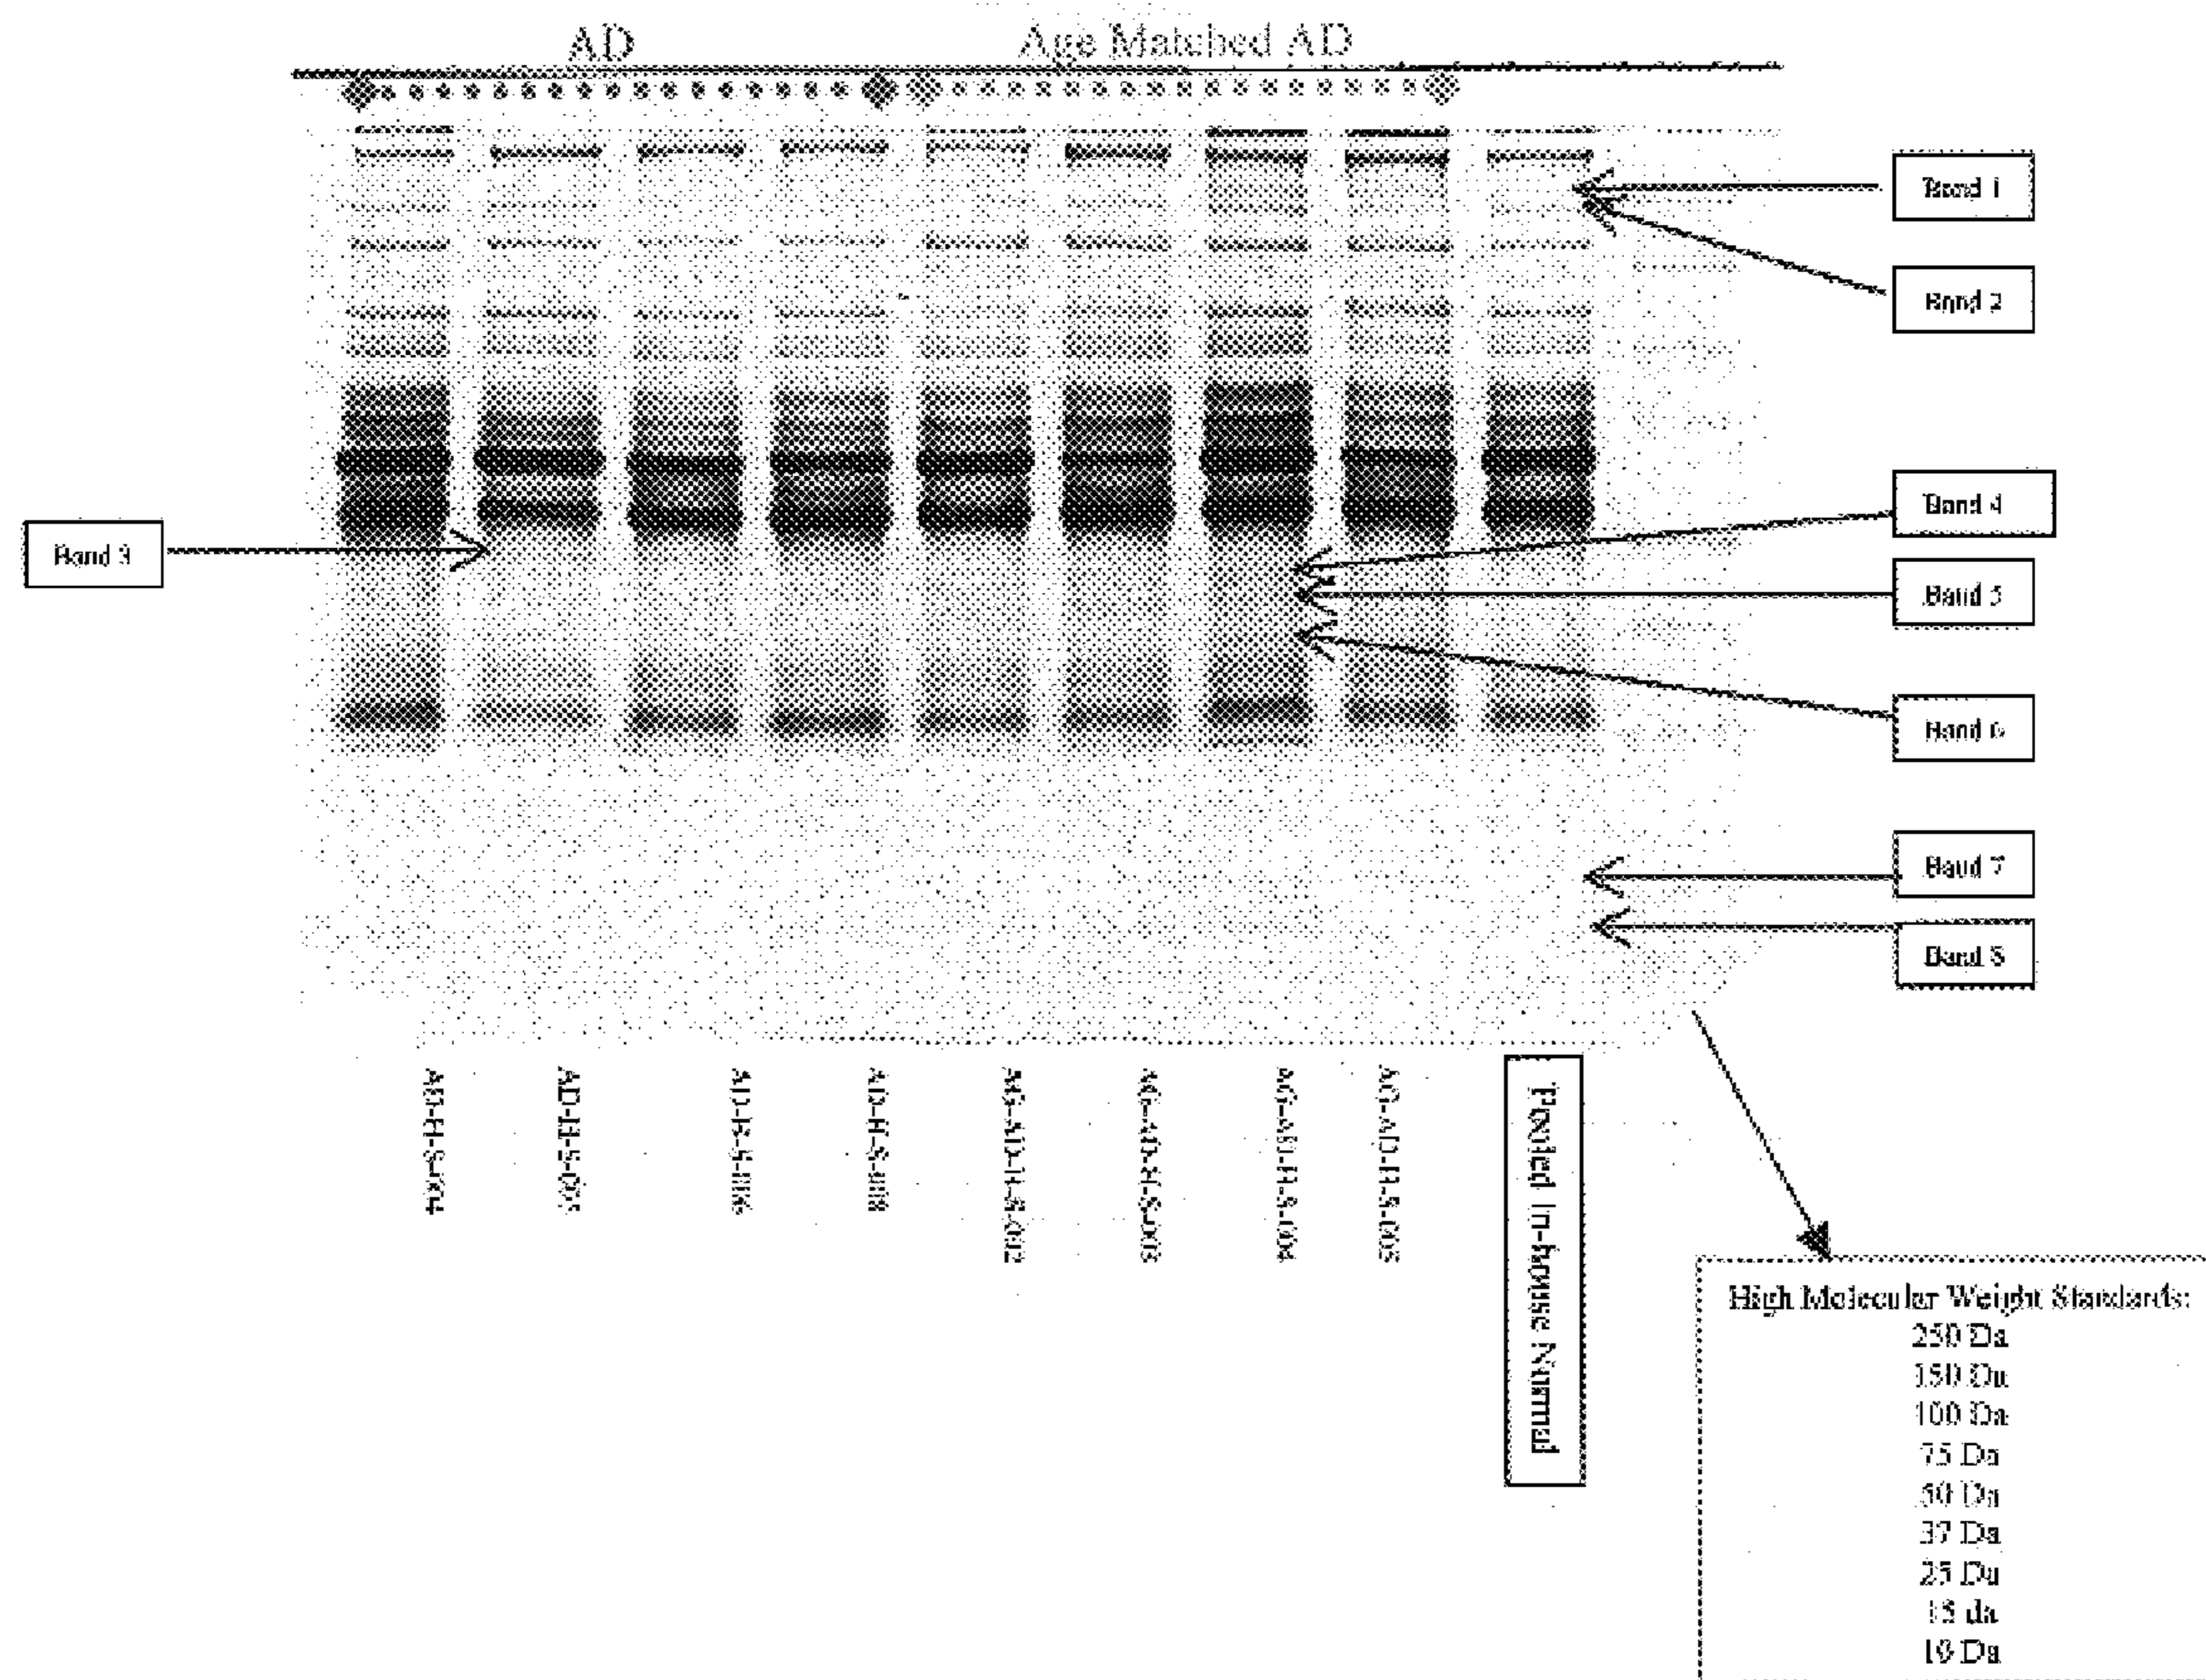 AD
Age Matched AD
Band 1
Band 2
Band 3
Band 4
Band 5
Band 6
Band 7
Band 8
AD-H-S-004
AD-H-S-006
AD-H-S-008
AG-AD-H-S-002
AG-AD-H-S-003
AG-AD-H-S-004
AG-AD-H-S-005
Pooled In-house Normal
High Molecular Weight Standards:
250 Da
150 Da
100 Da
75 Da
50 Da
37 Da
25 Da
15 da
10 Da